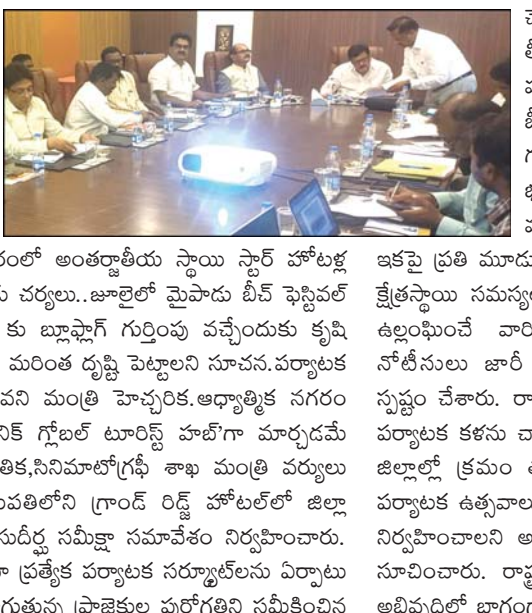 రంలో అంతర్జాతీయ స్థాయి స్టార్ హోటళ్ల
చర్యలు..జూలైలో మైపాడు బీచ్ ఫెస్టివల్
కు బ్లూఫ్లాగ్ గుర్తింపు వచ్చేందుకు కృషి
మరింత దృష్టి పెట్టాలని సూచన.పర్యాటక
వని మంత్రి హెచ్చరిక.ఆధ్యాత్మిక నగరం
నిక్ గ్లోబల్ టూరిస్ట్ హబ్'గా మార్చడమే
తిక,సినిమాటోగ్రఫీ శాఖ మంత్రి వర్యులు
పతిలోని గ్రాండ్ రిడ్జ్ హోటల్‌లో జిల్లా
సుదీర్ఘ సమీక్షా సమావేశం నిర్వహించారు.
ప్రత్యేక పర్యాటక సర్క్యూట్‌లను ఏర్పాటు
గుతున్న ప్రాజెక్టుల పురోగతిని సమీక్షించిన
ఇకపై ప్రతి మూడు
క్షేత్రస్థాయి సమస్య
ఉల్లంఘించే వారి
నోటీసులు జారీ
స్పష్టం చేశారు. రా
పర్యాటక కళను చా
జిల్లాల్లో క్రమం
పర్యాటక ఉత్సవాల
నిర్వహించాలని అ
సూచించారు. రాష్ట్ర
అభివృద్ధిలో భాగం